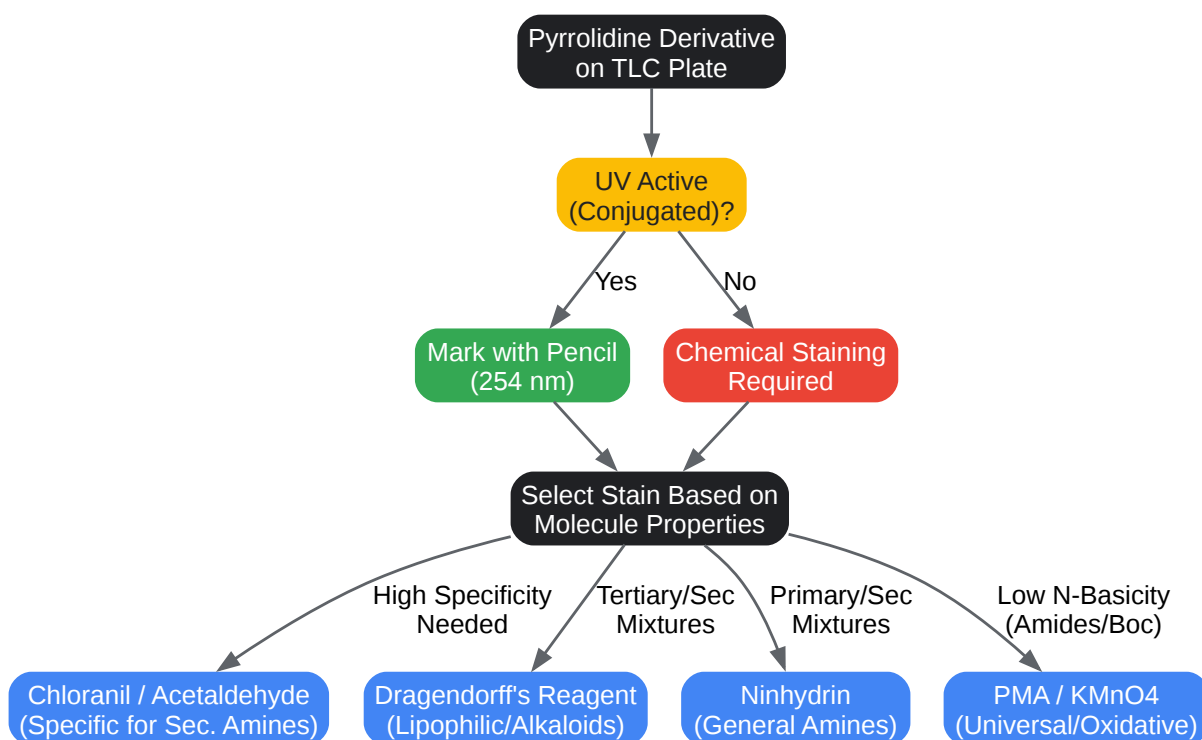 Pyrrolidine Derivative
on TLC Plate
UV Active
(Conjugated)?
Yes
No
Mark with Pencil
(254 nm)
Chemical Staining
Required
Select Stain Based on
Molecule Properties
High Specificity
Needed
Tertiary/Sec
Mixtures
Primary/Sec
Mixtures
Low N-Basicity
(Amides/Boc)
Chloranil / Acetaldehyde
(Specific for Sec. Amines)
Dragendorff's Reagent
(Lipophilic/Alkaloids)
Ninhydrin
(General Amines)
PMA / KMnO4
(Universal/Oxidative)